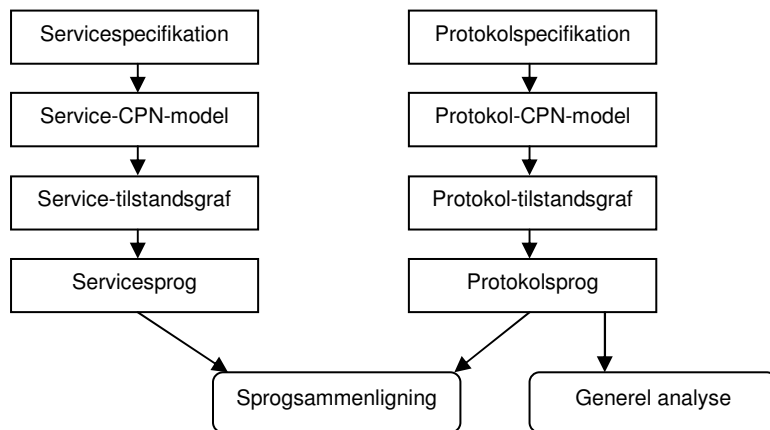 Servicespecifikation
Protokolspecifikation
Service-CPN-model
Protokol-CPN-model
Service-tilstandsgraf
Protokol-tilstandsgraf
Servicesprog
Protokolsprog
Sprogsammenligning
Generel analyse